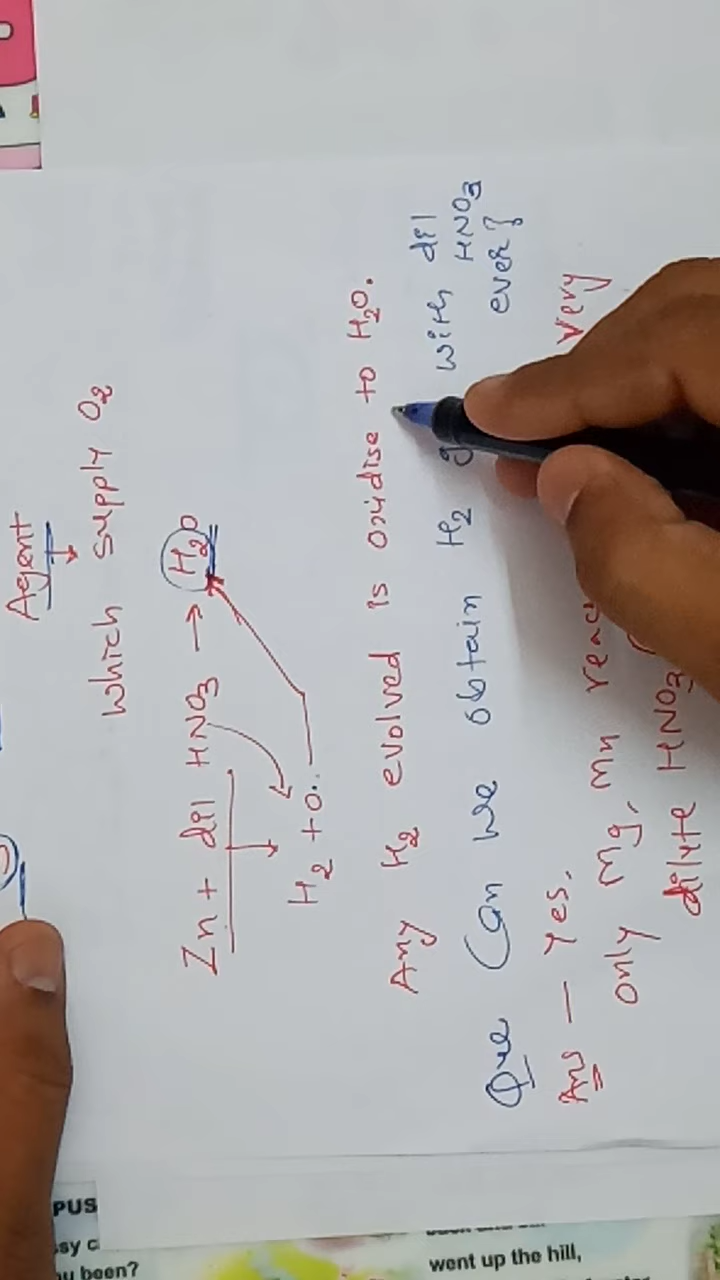 Agent
which supply O2
Zn + dil HNO3 → H2O
H2 + O
Any H2 evolved is oxidise to H2O.
Que Can we obtain H2 with dil
HNO3
ever?
Ans — Yes.
very
only Mg, Mn
dilute HNO3
PUS
been?
went up the hill,